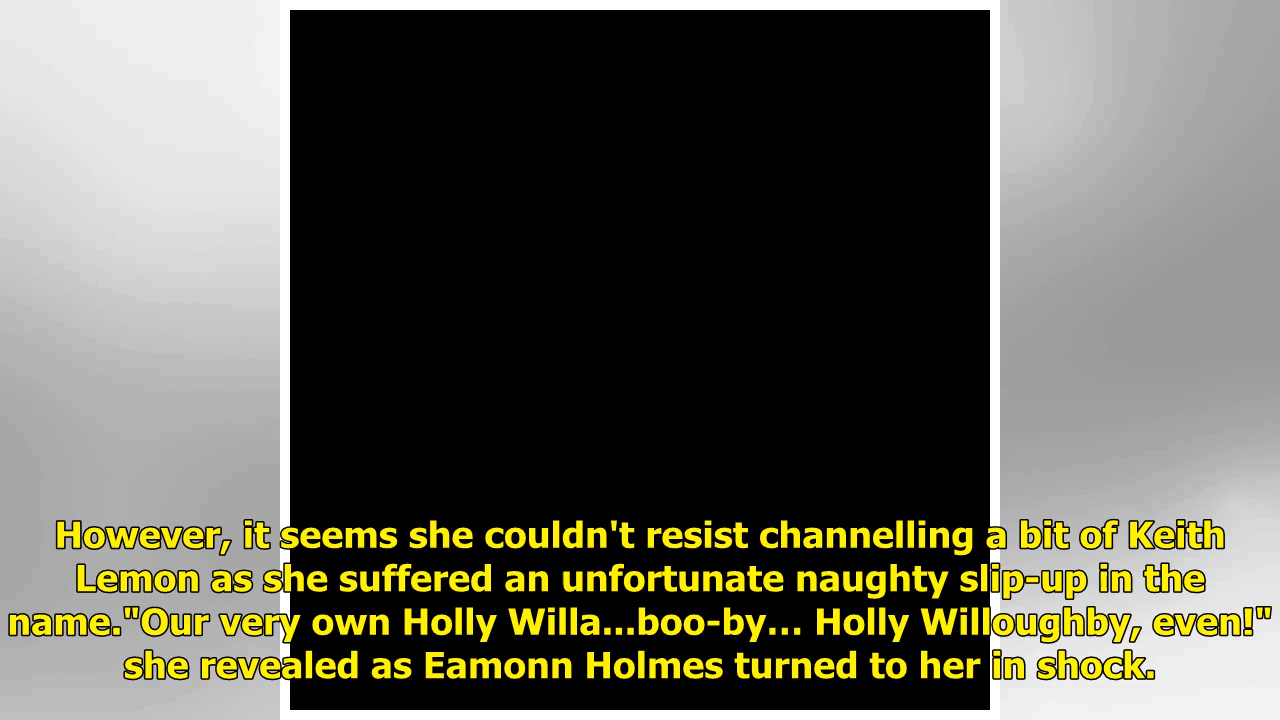 However, it seems she couldn't resist channelling a bit of Keith
Lemon as she suffered an unfortunate naughty slip-up in the
name."Our very own Holly Willa...boo-by... Holly Willoughby, even!"
she revealed as Eamonn Holmes turned to her in shock.